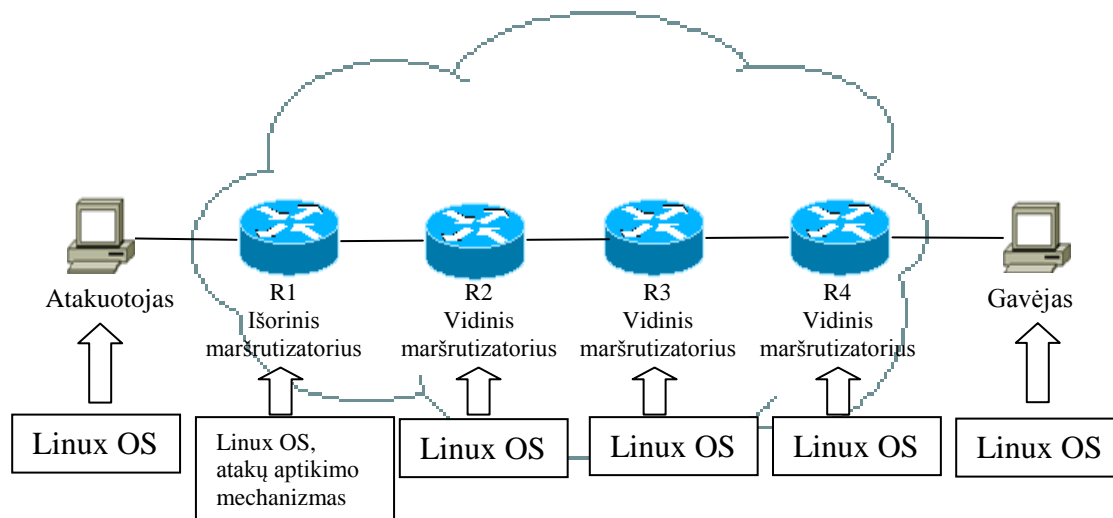 Atakuotojas
R1
Išorinis
maršrutizatorius
R2
Vidinis
maršrutizatorius
R3
Vidinis
maršrutizatorius
R4
Vidinis
maršrutizatorius
Gavėjas
Linux OS
Linux OS,
atakų aptikimo
mechanizmas
Linux OS
Linux OS
Linux OS
Linux OS